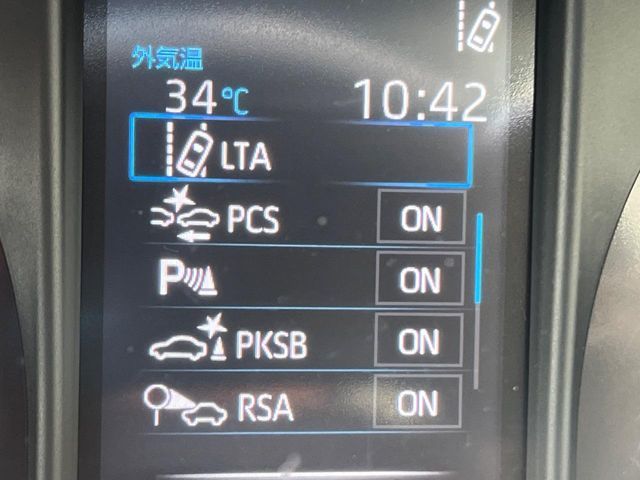 外気温
34℃ 10:42
LTA
PCS ON
P ON
PKSB ON
RSA ON